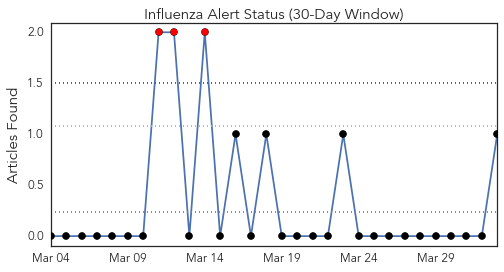 Influenza Alert Status (30-Day Window)
Articles Found
2.0
1.5
1.0
0.5
0.0
Mar 04 Mar 09 Mar 14 Mar 19 Mar 24 Mar 29